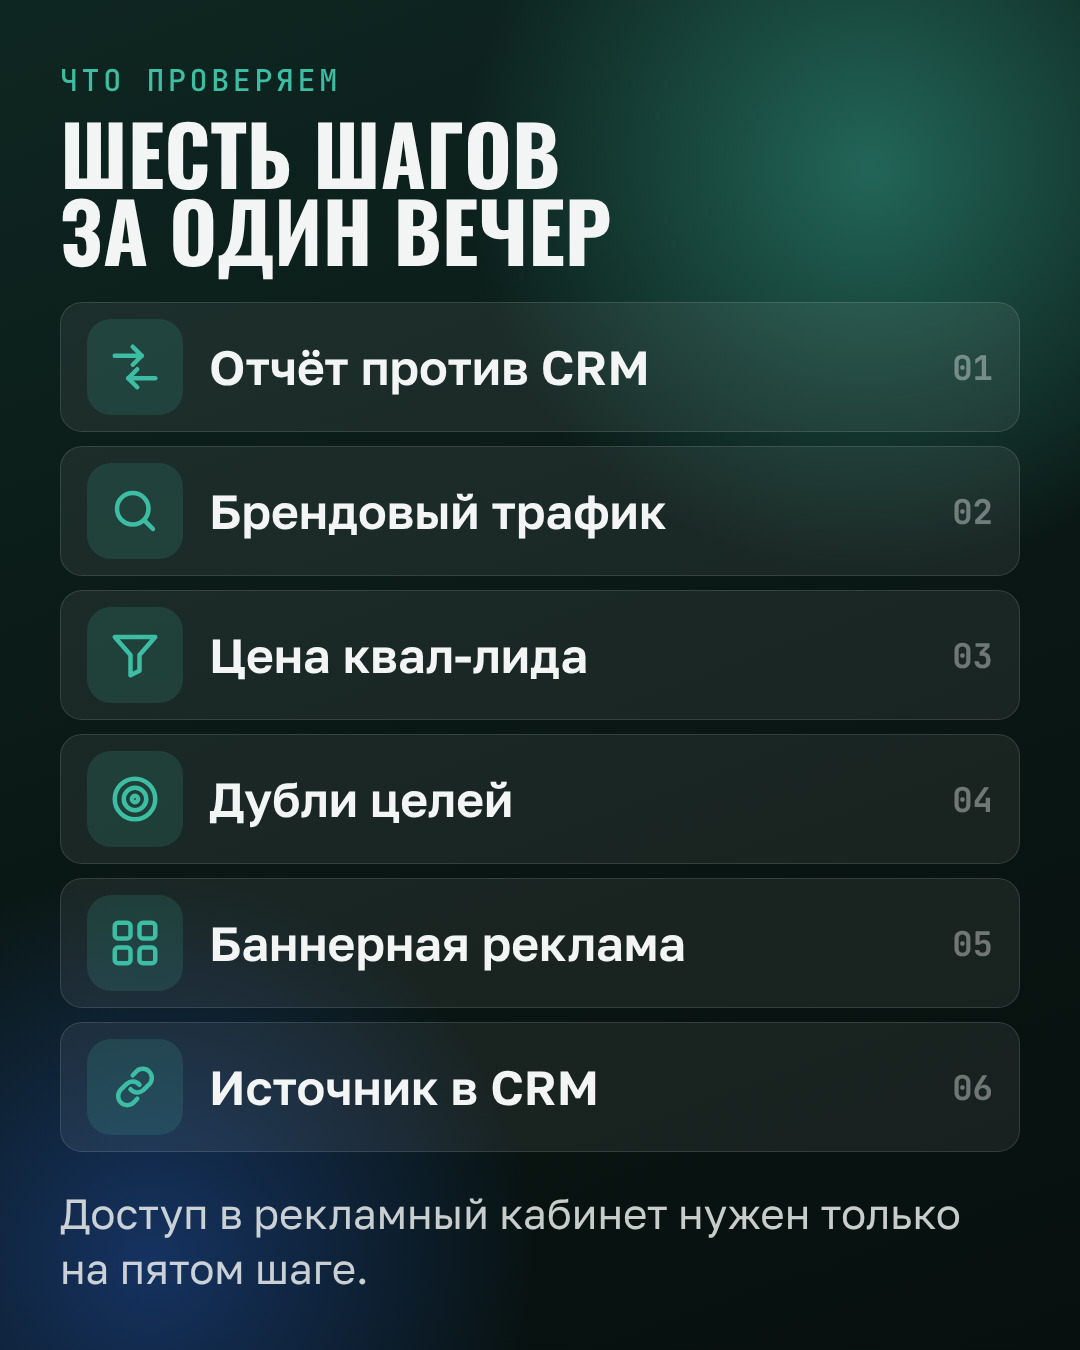 ЧТО ПРОВЕРЯЕМ
ШЕСТЬ ШАГОВ
ЗА ОДИН ВЕЧЕР
Отчёт против CRM 01
Брендовый трафик 02
Цена квал-лида 03
Дубли целей 04
Баннерная реклама 05
Источник в CRM 06
Доступ в рекламный кабинет нужен только
на пятом шаге.